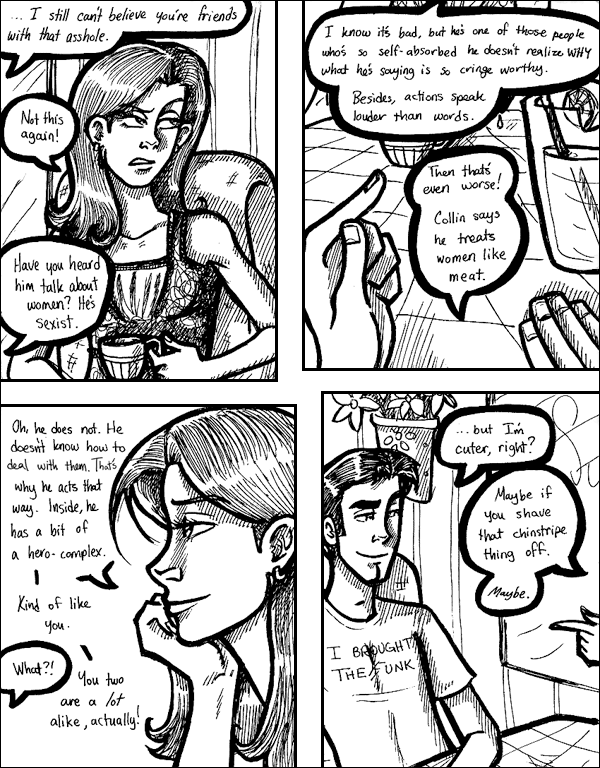 ... I still can't believe you're friends
with that asshole.
Not this
again!
Have you heard
him talk about
women? He's
sexist.
I know it's bad, but he's one of those people
who's so self-absorbed he doesn't realize WHY
what he's saying is so cringe worthy.
Besides, actions speak
louder than words.
Then that's
even worse!
Collin says
he treats
women like
meat.
Oh, he does not. He
doesn't know how to
deal with them. That's
why he acts that
way. Inside, he
has a bit of
a hero-complex.
Kind of like
you.
What?!
You two
are a lot
alike, actually!
... but I'm
cuter, right?
Maybe if
you shave
that chinstripe
thing off.
Maybe.
I BROUGHT
THE FUNK